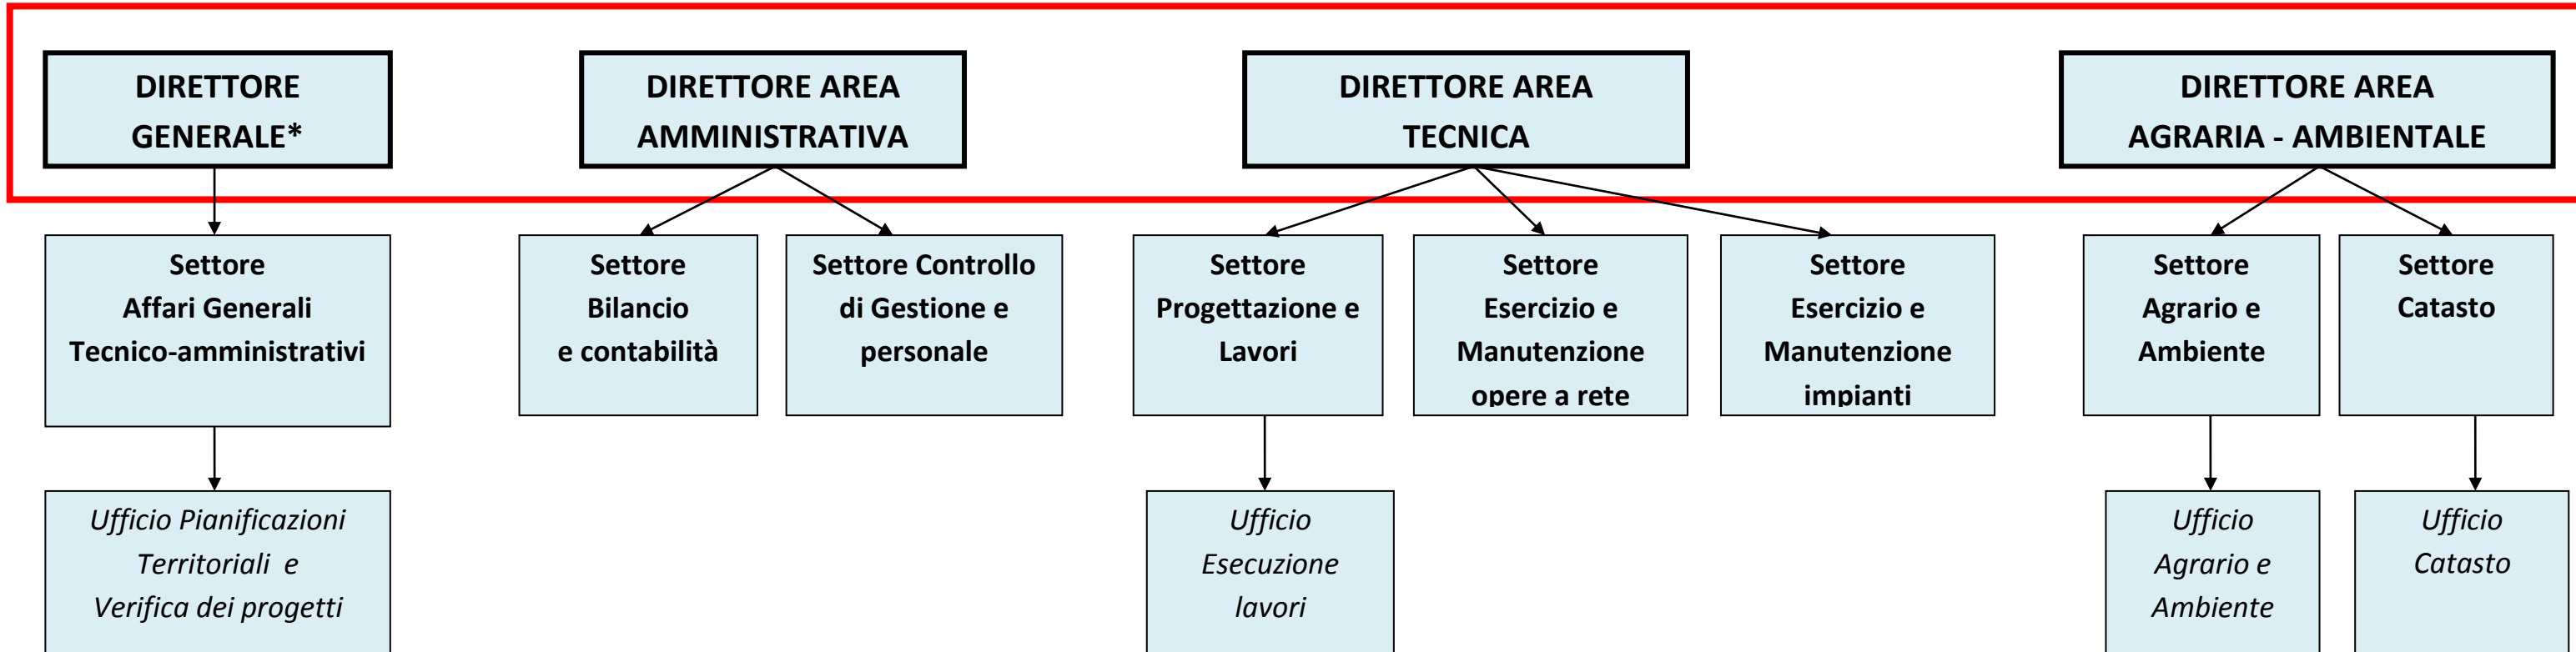 DIRETTORE
GENERALE*
DIRETTORE AREA
AMMINISTRATIVA
DIRETTORE AREA
TECNICA
DIRETTORE AREA
AGRARIA - AMBIENTALE
Settore
Affari Generali
Tecnico-amministrativi
Settore
Bilancio
e contabilità
Settore Controllo
di Gestione e
personale
Settore
Progettazione e
Lavori
Settore
Esercizio e
Manutenzione
opere a rete
Settore
Esercizio e
Manutenzione
impianti
Settore
Agrario e
Ambiente
Settore
Catasto
Ufficio Pianificazioni
Territoriali e
Verifica dei progetti
Ufficio
Esecuzione
lavori
Ufficio
Agrario e
Ambiente
Ufficio
Catasto